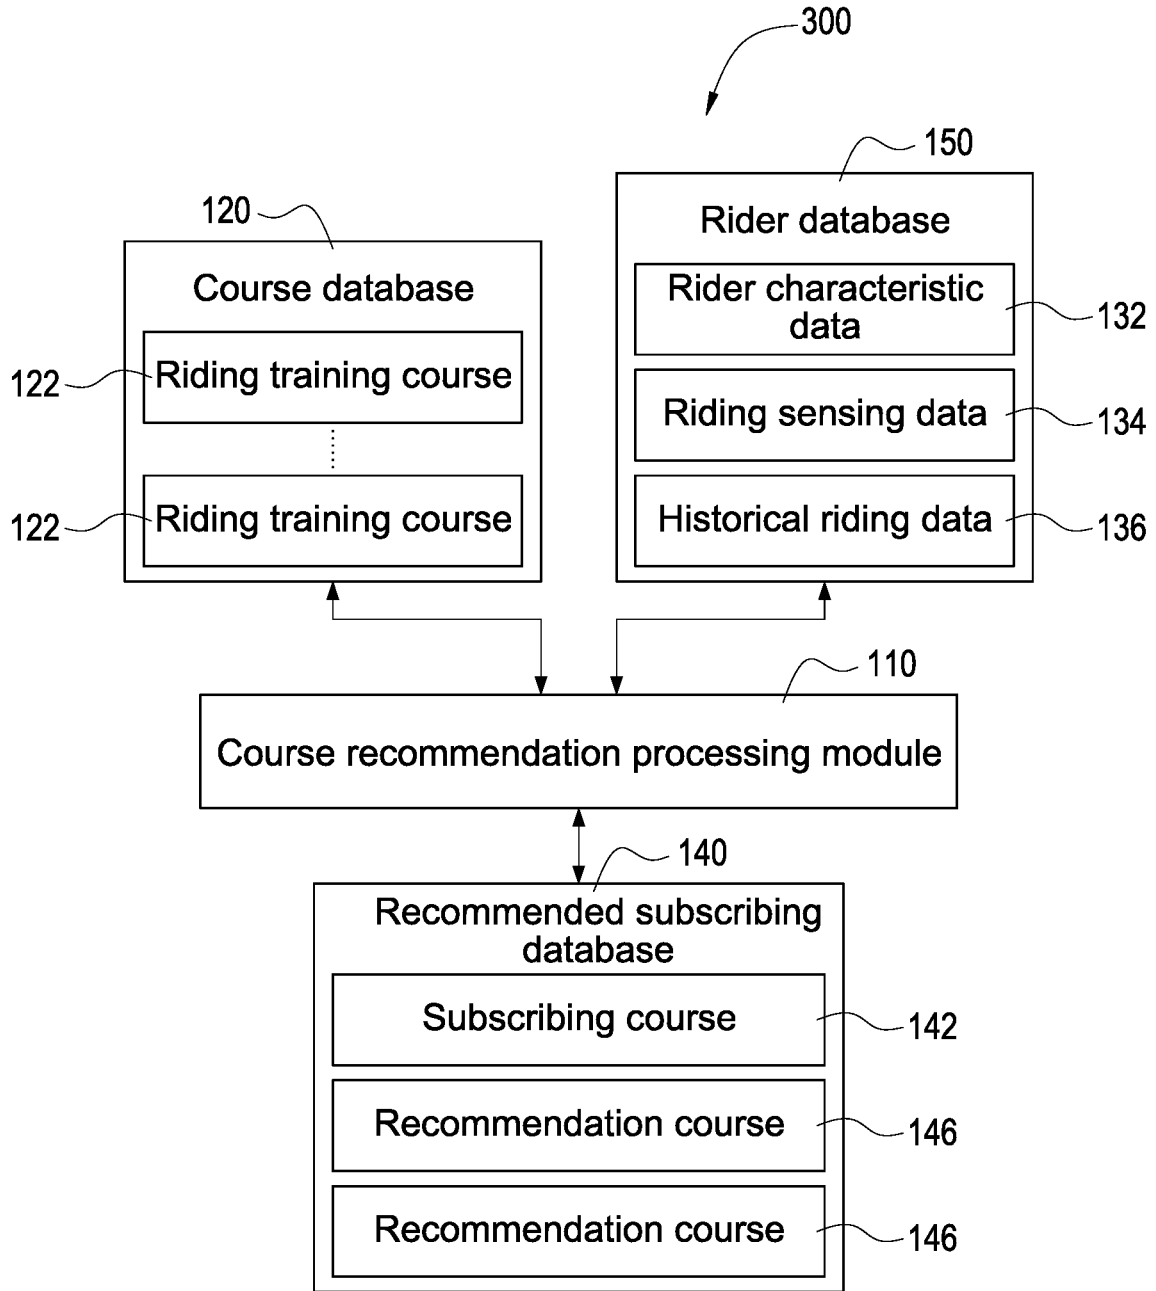 300
150
Rider database
Rider characteristic
data
132
Riding sensing data
134
Historical riding data
136
120
Course database
122
Riding training course
122
Riding training course
110
Course recommendation processing module
140
Recommended subscribing
database
Subscribing course
142
Recommendation course
146
Recommendation course
146